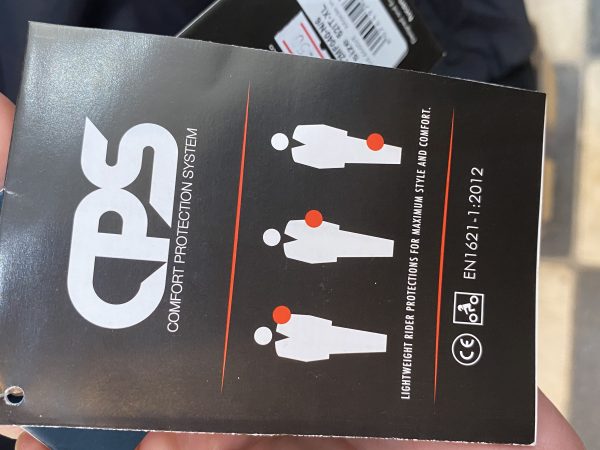 CPS
COMFORT PROTECTION SYSTEM
LIGHTWEIGHT RIDER PROTECTIONS FOR MAXIMUM STYLE AND COMFORT.
CE
EN1621-1:2012